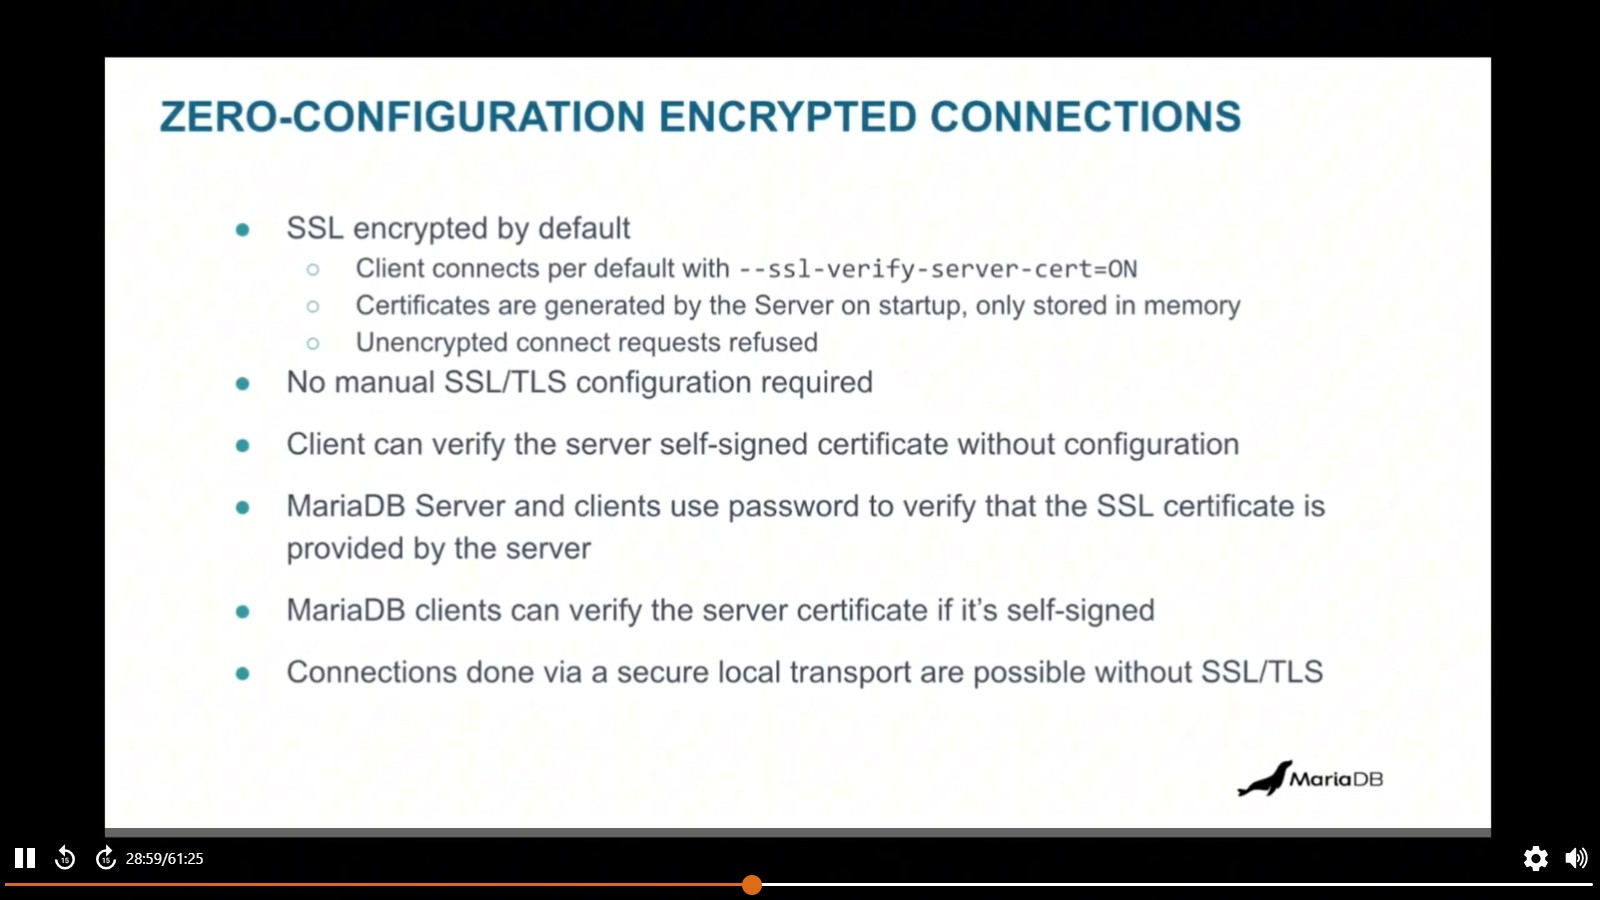 ZERO-CONFIGURATION ENCRYPTED CONNECTIONS
SSL encrypted by default
Client connects per default with --ssl-verify-server-cert=ON
Certificates are generated by the Server on startup, only stored in memory
Unencrypted connect requests refused
No manual SSL/TLS configuration required
Client can verify the server self-signed certificate without configuration
MariaDB Server and clients use password to verify that the SSL certificate is
provided by the server
MariaDB clients can verify the server certificate if it's self-signed
Connections done via a secure local transport are possible without SSL/TLS
MariaDB
15 15 28:59/61:25